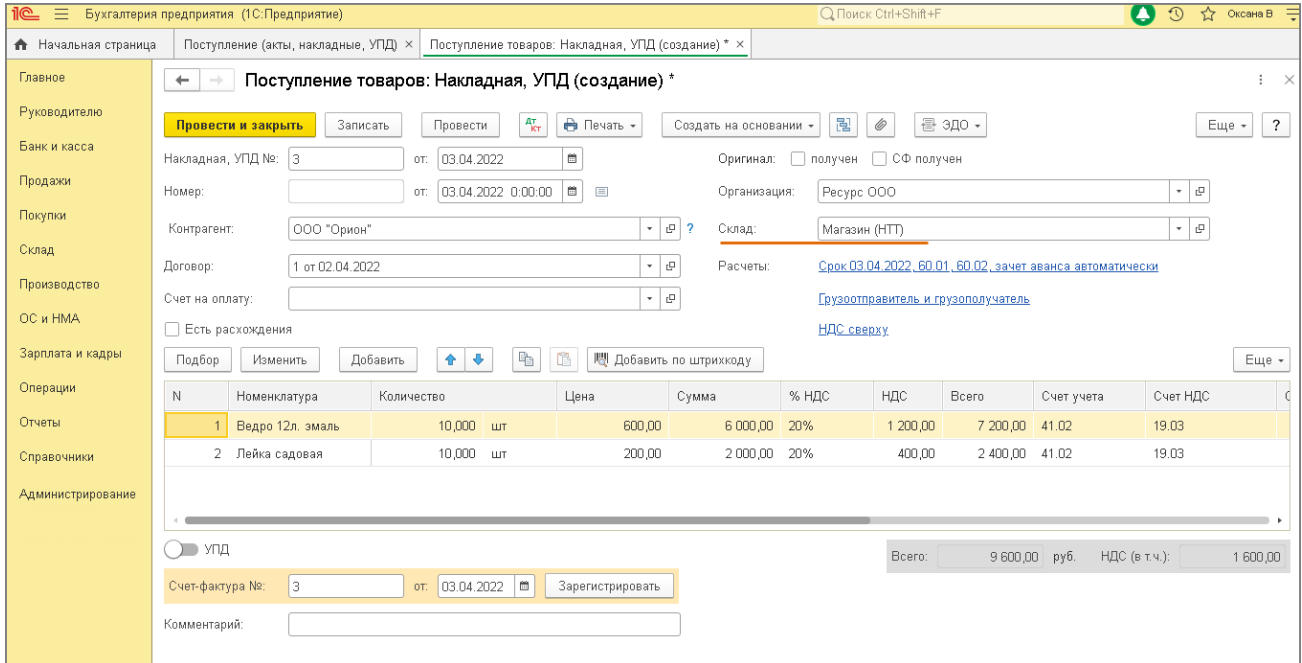 1С Бухгалтерия предприятия (1С:Предприятие) Поиск Ctrl+Shift+F Оксана В
Начальная страница Поступление (акты, накладные, УПД) × Поступление товаров: Накладная, УПД (создание) * ×
Главное
Руководителю
Банк и касса
Продажи
Покупки
Склад
Производство
ОС и НМА
Зарплата и кадры
Операции
Отчеты
Справочники
Администрирование
Поступление товаров: Накладная, УПД (создание) *
Провести и закрыть Записать Провести Дт Кт Печать Создать на основании ЭДО Еще ?
Накладная, УПД №: 3 от: 03.04.2022 Оригинал: получен СФ получен
Номер: от: 03.04.2022 0:00:00 Организация: Ресурс ООО
Контрагент: ООО "Орион" ? Склад: Магазин (НТТ)
Договор: 1 от 02.04.2022 Расчеты: Срок 03.04.2022, 60.01, 60.02, зачет аванса автоматически
Счет на оплату: Грузоотправитель и грузополучатель
Есть расхождения НДС сверху
Подбор Изменить Добавить Добавить по штрихкоду Еще
N Номенклатура Количество Цена Сумма % НДС НДС Всего Счет учета Счет НДС
1 Ведро 12л. эмаль 10,000 шт 600,00 6 000,00 20% 1 200,00 7 200,00 41.02 19.03
2 Лейка садовая 10,000 шт 200,00 2 000,00 20% 400,00 2 400,00 41.02 19.03
УПД
Всего: 9 600,00 руб. НДС (в т.ч.): 1 600,00
Счет-фактура №: 3 от: 03.04.2022 Зарегистрировать
Комментарий: